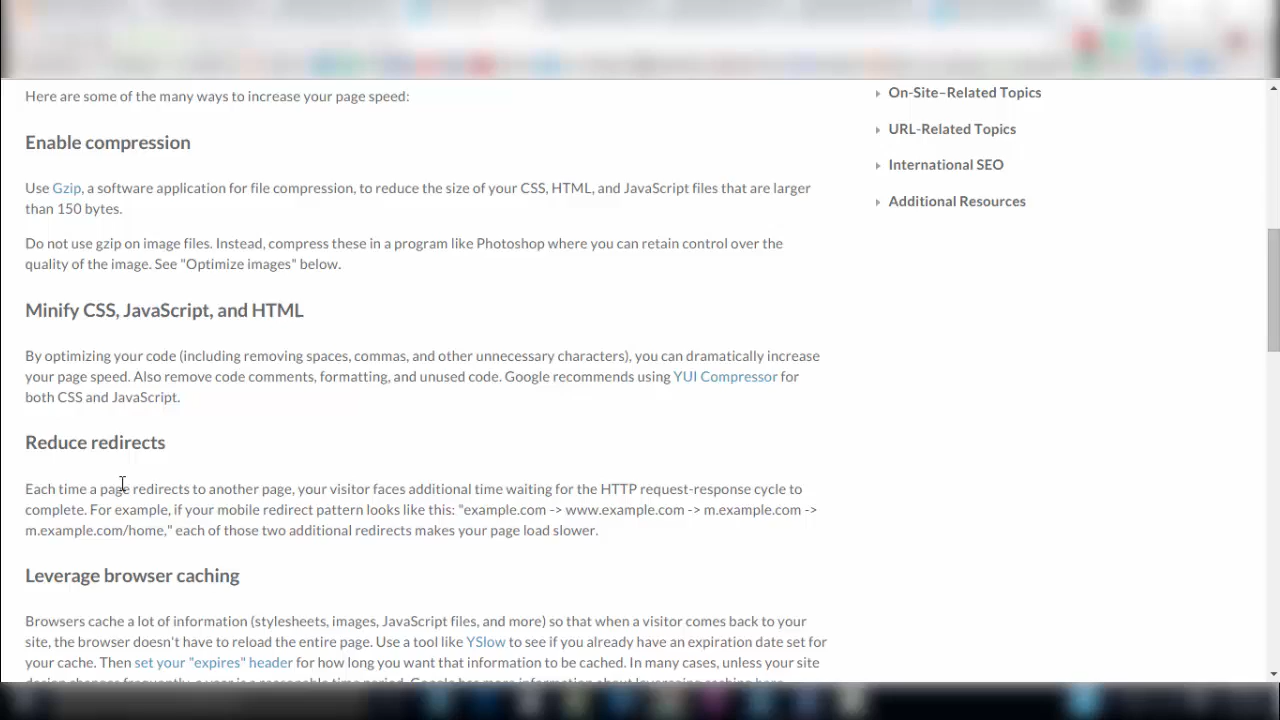 Here are some of the many ways to increase your page speed:
Enable compression
Use Gzip, a software application for file compression, to reduce the size of your CSS, HTML, and JavaScript files that are larger
than 150 bytes.
Do not use gzip on image files. Instead, compress these in a program like Photoshop where you can retain control over the
quality of the image. See "Optimize images" below.
Minify CSS, JavaScript, and HTML
By optimizing your code (including removing spaces, commas, and other unnecessary characters), you can dramatically increase
your page speed. Also remove code comments, formatting, and unused code. Google recommends using YUI Compressor for
both CSS and JavaScript.
Reduce redirects
Each time a page redirects to another page, your visitor faces additional time waiting for the HTTP request-response cycle to
complete. For example, if your mobile redirect pattern looks like this: "example.com -> www.example.com -> m.example.com ->
m.example.com/home," each of those two additional redirects makes your page load slower.
Leverage browser caching
Browsers cache a lot of information (stylesheets, images, JavaScript files, and more) so that when a visitor comes back to your
site, the browser doesn't have to reload the entire page. Use a tool like YSlow to see if you already have an expiration date set for
your cache. Then set your "expires" header for how long you want that information to be cached. In many cases, unless your site
On-Site–Related Topics
URL-Related Topics
International SEO
Additional Resources